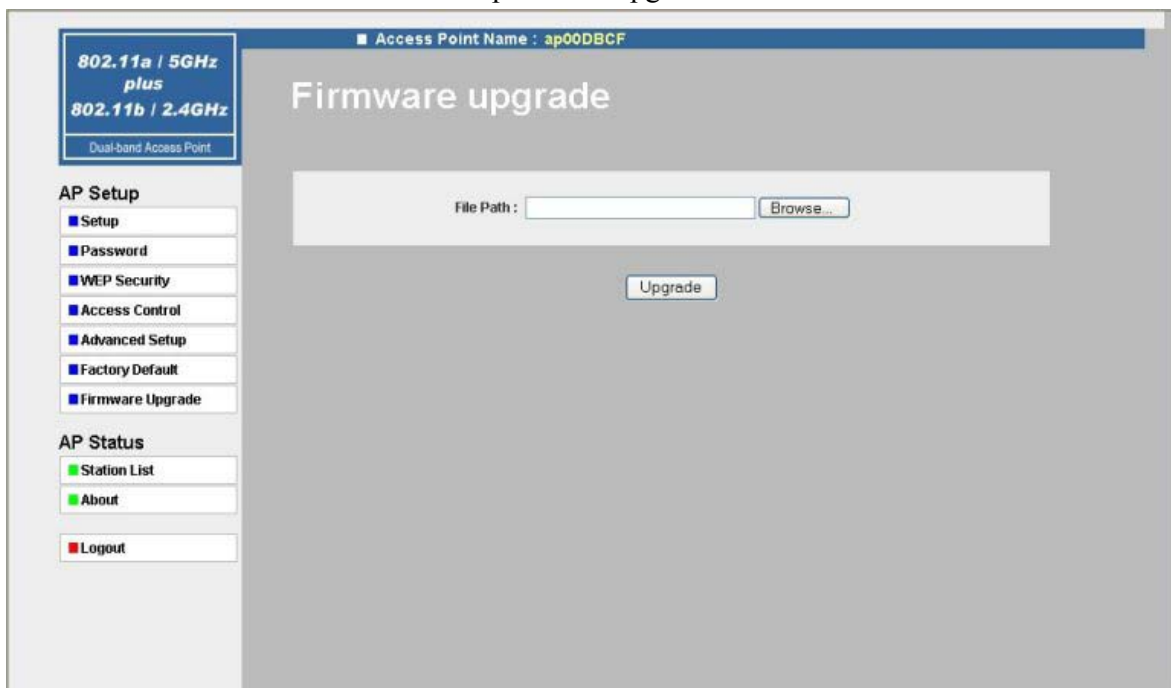 Access Point Name : ap00DBCF
802.11a / 5GHz
plus
802.11b / 2.4GHz
Dual-band Access Point
Firmware upgrade
File Path :
Browse...
Upgrade
AP Setup
Setup
Password
WEP Security
Access Control
Advanced Setup
Factory Default
Firmware Upgrade
AP Status
Station List
About
Logout